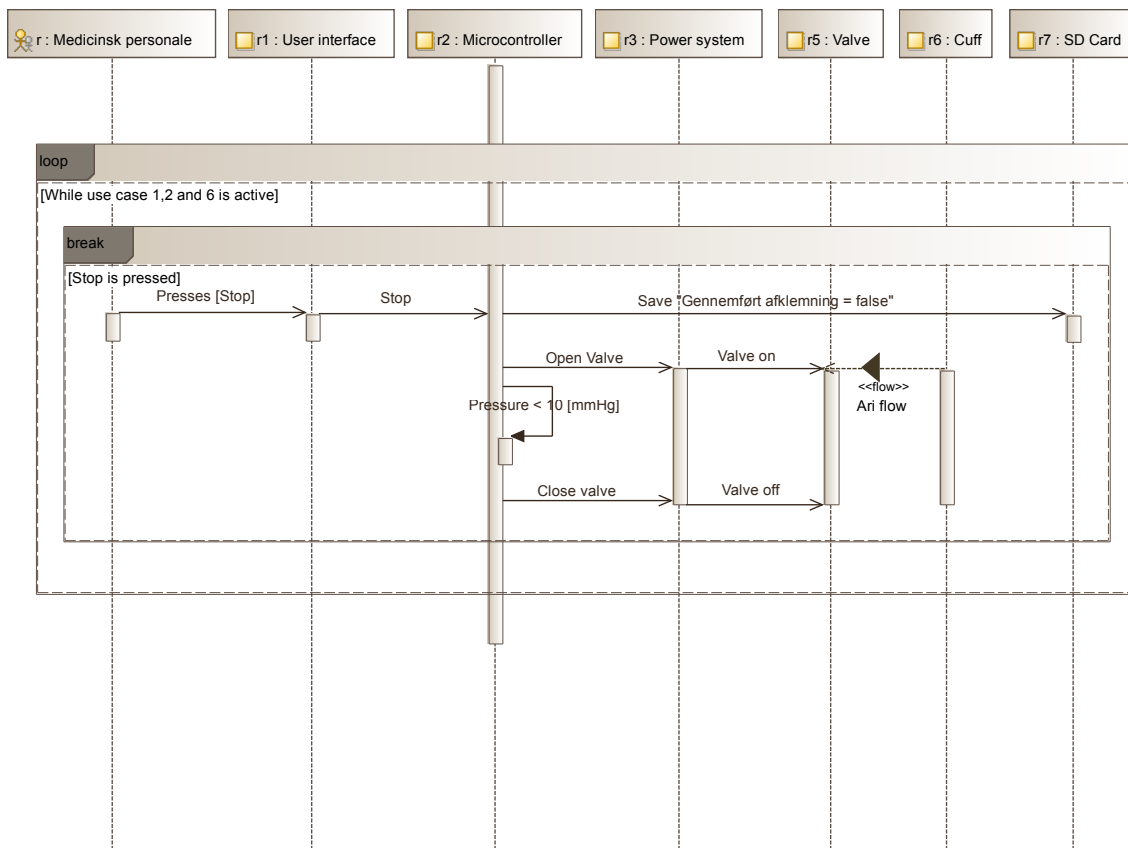 r : Medicinsk personale
r1 : User interface
r2 : Microcontroller
r3 : Power system
r5 : Valve
r6 : Cuff
r7 : SD Card
loop
[While use case 1,2 and 6 is active]
break
[Stop is pressed]
Presses [Stop]
Stop
Save "Gennemført afklemning = false"
Open Valve
Valve on
<<flow>>
Ari flow
Pressure < 10 [mmHg]
Close valve
Valve off